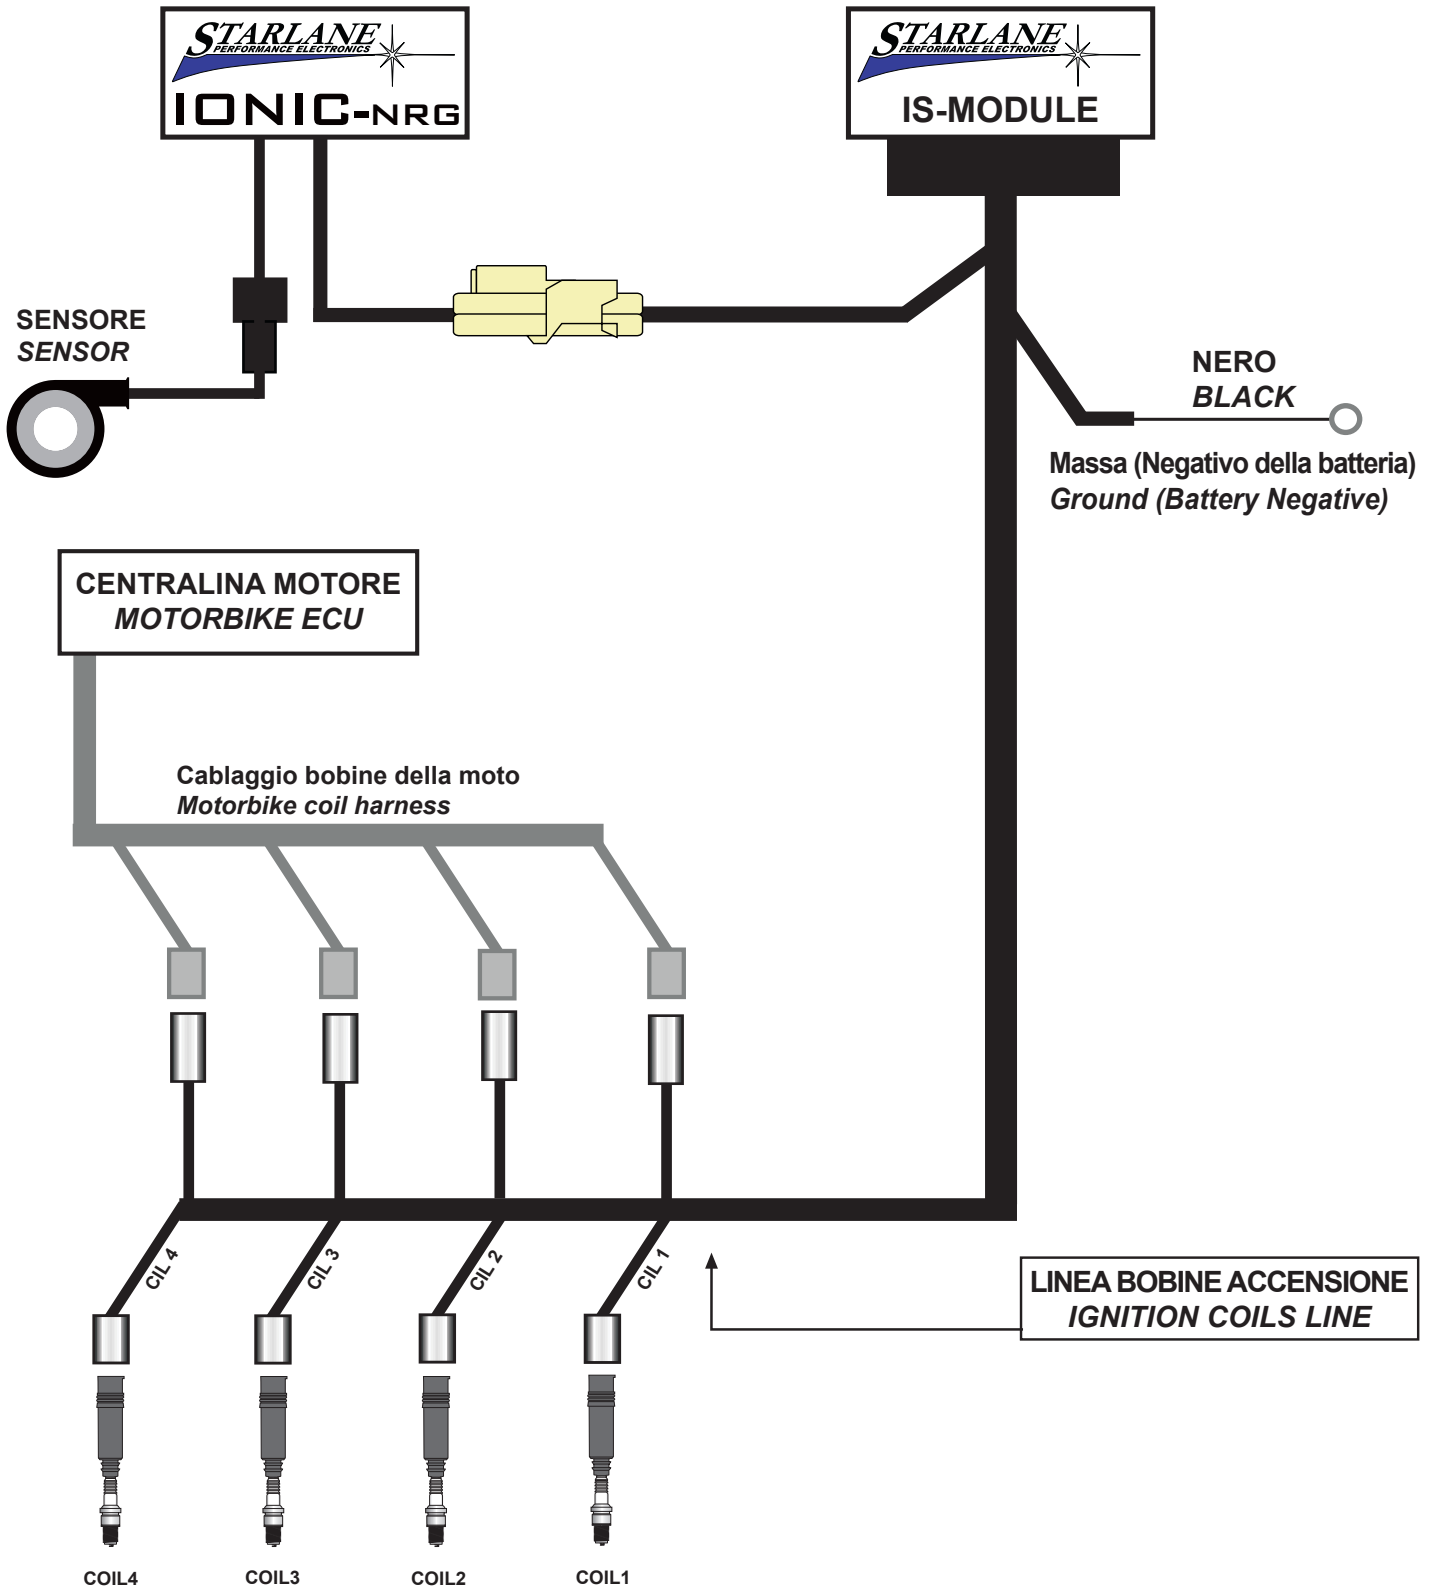 STARLANE
PERFORMANCE ELECTRONICS
IONIC-NRG
STARLANE
PERFORMANCE ELECTRONICS
IS-MODULE
SENSORE
SENSOR
NERO
BLACK
Massa (Negativo della batteria)
Ground (Battery Negative)
CENTRALINA MOTORE
MOTORBIKE ECU
Cablaggio bobine della moto
Motorbike coil harness
CIL 4
CIL 3
CIL 2
CIL 1
LINEA BOBINE ACCENSIONE
IGNITION COILS LINE
COIL4
COIL3
COIL2
COIL1